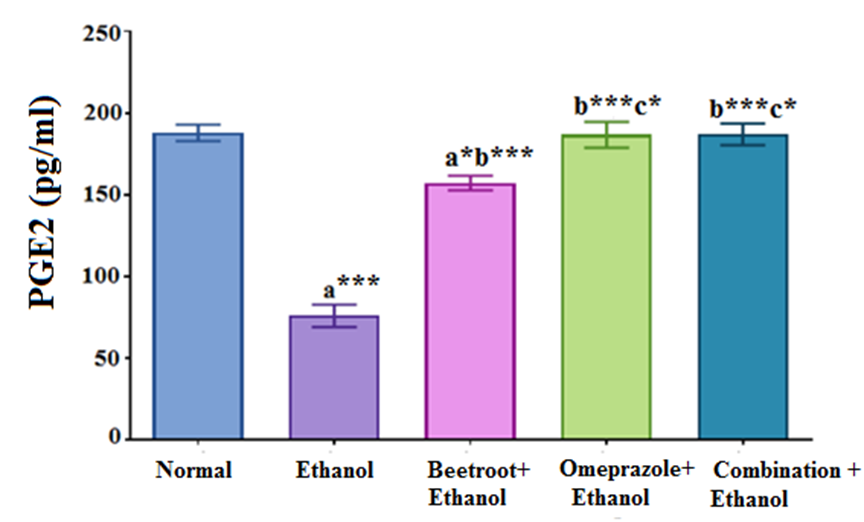 250
200
150
100
50
0
PGE2 (pg/ml)
a***
a*b***
b***c*
b***c*
Normal
Ethanol
Beetroot+
Ethanol
Omeprazole+
Ethanol
Combination +
Ethanol